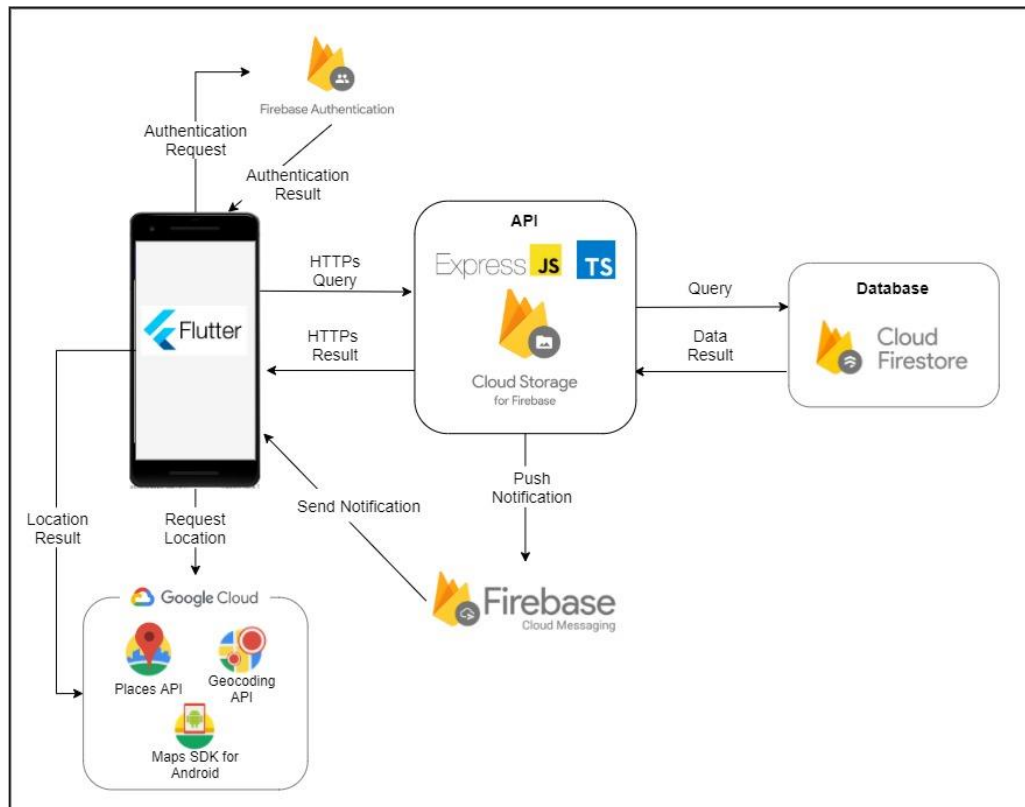 Firebase Authentication
Authentication
Request
Authentication
Result
Flutter
HTTPs
Query
HTTPs
Result
API
Express
JS
TS
Cloud Storage
for Firebase
Query
Data
Result
Database
Cloud
Firestore
Push
Notification
Send Notification
Location
Result
Request
Location
Firebase
Cloud Messaging
Google Cloud
Places API
Geocoding
API
Maps SDK for
Android